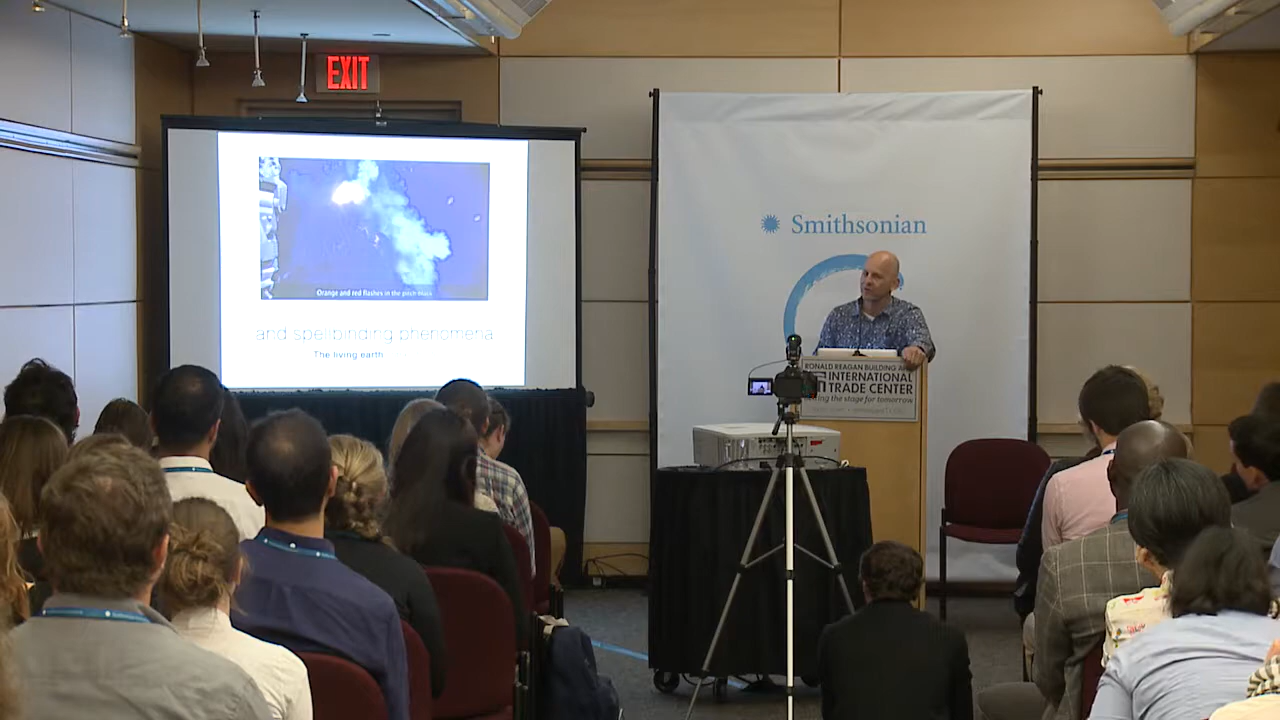 EXIT
Orange and red flashes in the pitch black
and spellbinding phenomena
The living earth
Smithsonian
RONALD REAGAN BUILDING AND
INTERNATIONAL
TRADE CENTER
the stage for tomorrow